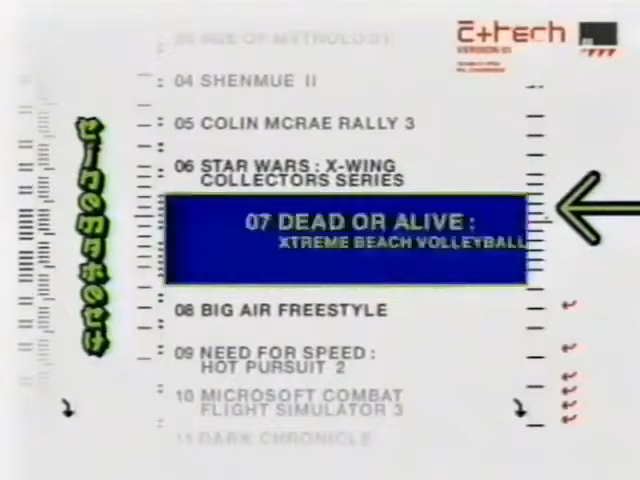 C+tech
VERSION 01
03 AGE OF MYTHOLOGY
04 SHENMUE II
05 COLIN MCRAE RALLY 3
06 STAR WARS : X-WING
COLLECTORS SERIES
07 DEAD OR ALIVE :
XTREME BEACH VOLLEYBALL
08 BIG AIR FREESTYLE
09 NEED FOR SPEED :
HOT PURSUIT 2
10 MICROSOFT COMBAT
FLIGHT SIMULATOR 3
11 DARK CHRONICLE